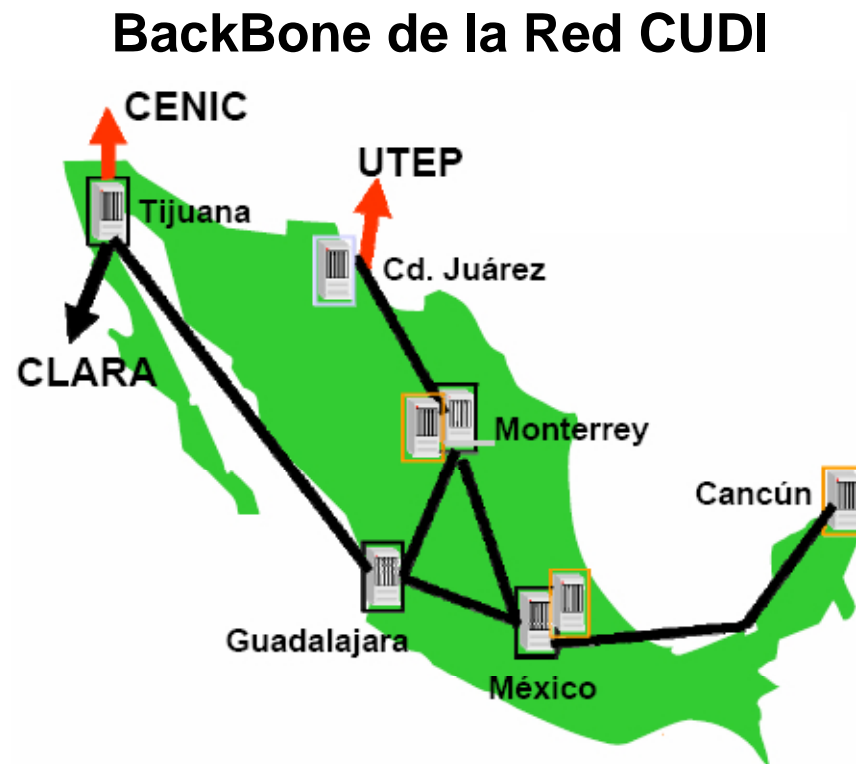 BackBone de la Red CUDI
CENIC
UTEP
Tijuana
Cd. Juárez
CLARA
Monterrey
Cancún
Guadalajara
México